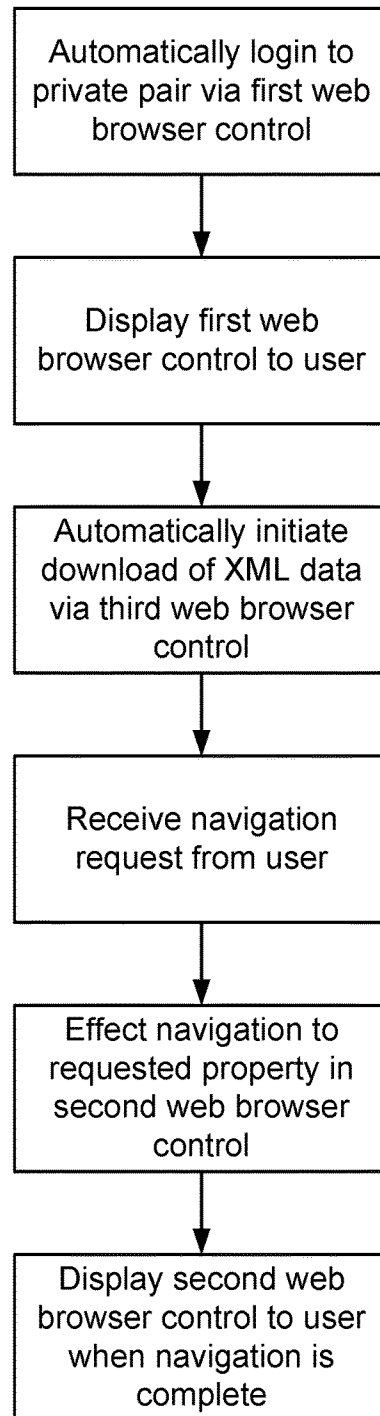 Automatically login to
private pair via first web
browser control
Display first web
browser control to user
Automatically initiate
download of XML data
via third web browser
control
Receive navigation
request from user
Effect navigation to
requested property in
second web browser
control
Display second web
browser control to user
when navigation is
complete